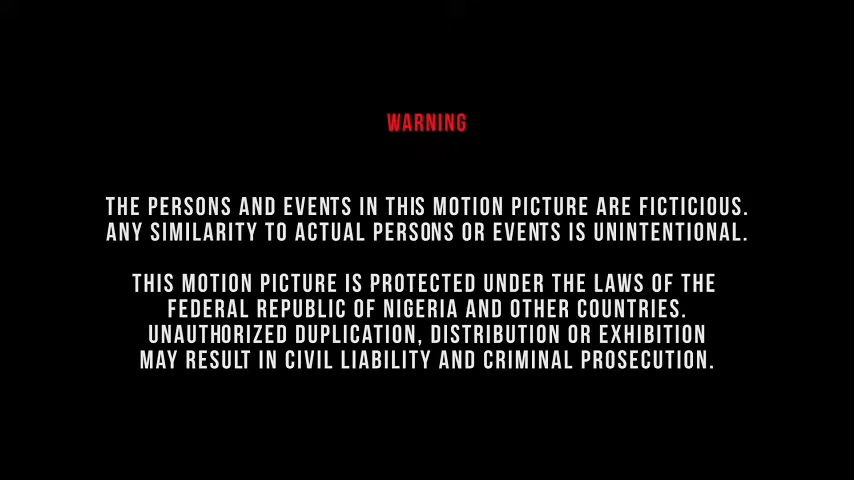 WARNING
THE PERSONS AND EVENTS IN THIS MOTION PICTURE ARE FICTICIOUS.
ANY SIMILARITY TO ACTUAL PERSONS OR EVENTS IS UNINTENTIONAL.
THIS MOTION PICTURE IS PROTECTED UNDER THE LAWS OF THE
FEDERAL REPUBLIC OF NIGERIA AND OTHER COUNTRIES.
UNAUTHORIZED DUPLICATION, DISTRIBUTION OR EXHIBITION
MAY RESULT IN CIVIL LIABILITY AND CRIMINAL PROSECUTION.